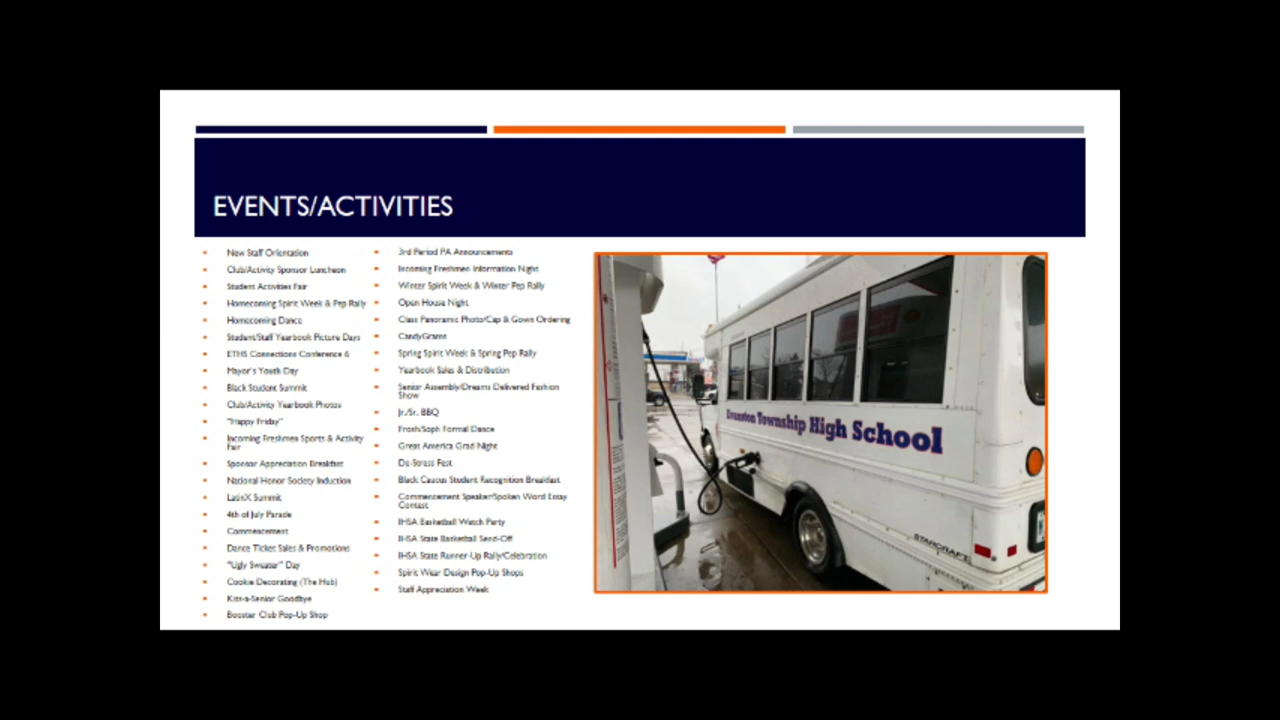 EVENTS/ACTIVITIES
New Staff Orientation
Club/Activity Sponsor Luncheon
Student Activities Fair
Homecoming Spirit Week & Pep Rally
Homecoming Dance
Student/Staff Yearbook Picture Days
ETHS Connections Conference &
Mayor's Youth Day
Black Student Summit
Club/Activity Yearbook Photos
"Happy Friday"
Incoming Freshmen Sports & Activity
Fair
Sponsor Appreciation Breakfast
National Honor Society Induction
LatinX Summit
4th of July Parade
Commencement
Dance Ticket Sales & Promotions
"Ugly Sweater" Day
Cookie Decorating (The Hub)
Kiss-a-Senior Goodbye
Booster Club Pop-Up Shop
3rd Period PA Announcements
Incoming Freshmen Information Night
Winter Spirit Week & Winter Pep Rally
Open House Night
Class Panoramic Photo/Cap & Gown Ordering
CandyGrams
Spring Spirit Week & Spring Pep Rally
Yearbook Sales & Distribution
Senior Assembly/Dreams Delivered Fashion
Show
Jr./Sr. BBQ
Frosh/Soph Formal Dance
Great America Grad Night
De-Stress Fest
Black Caucus Student Recognition Breakfast
Commencement Speaker/Spoken Word Essay
Contest
IHSA Basketball Watch Party
IHSA State Basketball Send-Off
IHSA State Runner-Up Rally/Celebration
Spirit Wear Design Pop-Up Shops
Staff Appreciation Week
Evanston Township High School
STARCRAFT